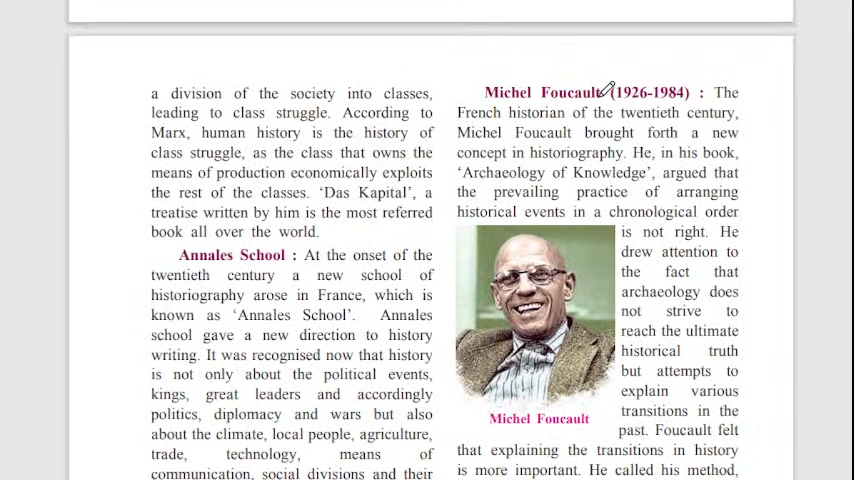 a division of the society into classes,
leading to class struggle. According to
Marx, human history is the history of
class struggle, as the class that owns the
means of production economically exploits
the rest of the classes. ‘Das Kapital’, a
treatise written by him is the most referred
book all over the world.
Annales School : At the onset of the
twentieth century a new school of
historiography arose in France, which is
known as ‘Annales School’. Annales
school gave a new direction to history
writing. It was recognised now that history
is not only about the political events,
kings, great leaders and accordingly
politics, diplomacy and wars but also
about the climate, local people, agriculture,
trade, technology, means of
communication, social divisions and their
Michel Foucault (1926-1984) : The
French historian of the twentieth century,
Michel Foucault brought forth a new
concept in historiography. He, in his book,
‘Archaeology of Knowledge’, argued that
the prevailing practice of arranging
historical events in a chronological order
is not right. He
drew attention to
the fact that
archaeology does
not strive to
reach the ultimate
historical truth
but attempts to
explain various
transitions in the
past. Foucault felt
Michel Foucault
that explaining the transitions in history
is more important. He called his method,